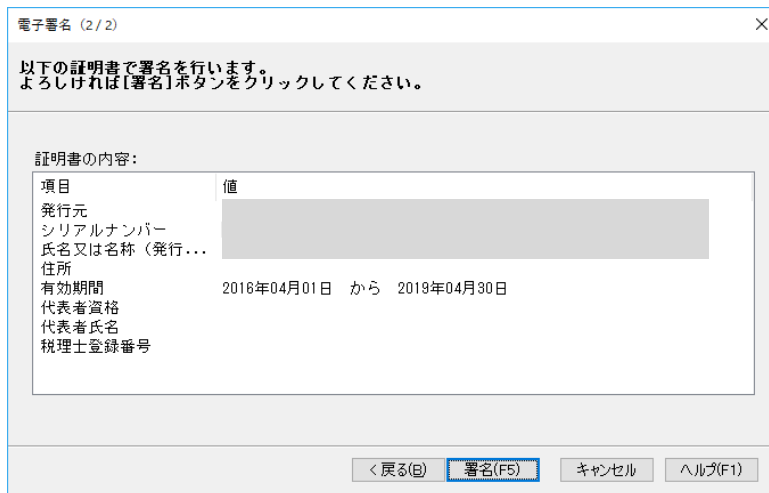 電子署名 (2/2)
以下の証明書で署名を行います。
よろしければ[署名]ボタンをクリックしてください。
証明書の内容:
項目 値
発行元
シリアルナンバー
氏名又は名称(発行...
住所
有効期間 2016年04月01日 から 2019年04月30日
代表者資格
代表者氏名
税理士登録番号
<戻る(B) 署名(F5) キャンセル ヘルプ(F1)